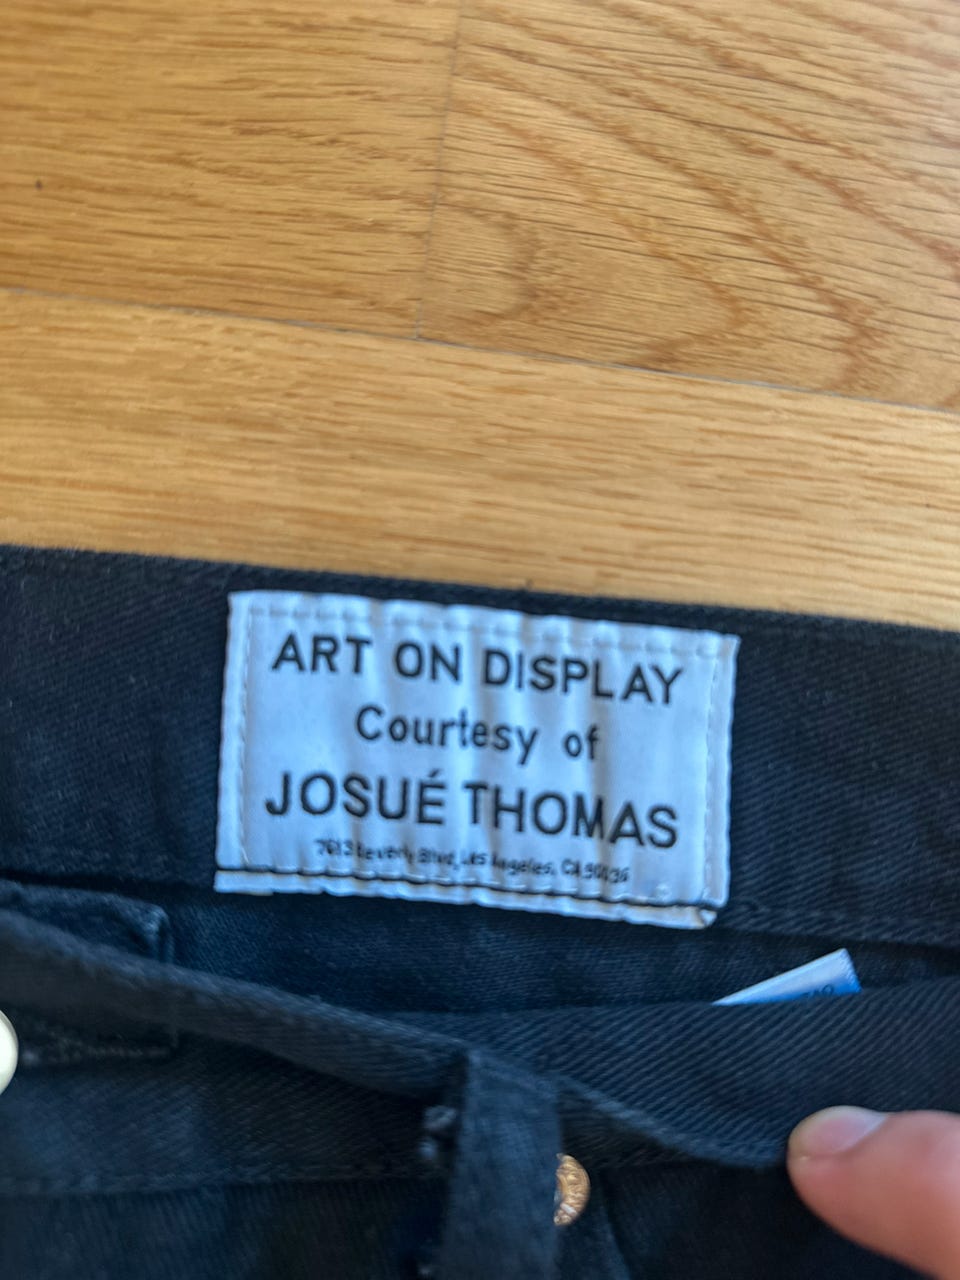 ART ON DISPLAY
Courtesy of
JOSUÉ THOMAS
7613 Beverly Blvd, Los Angeles, CA 90036